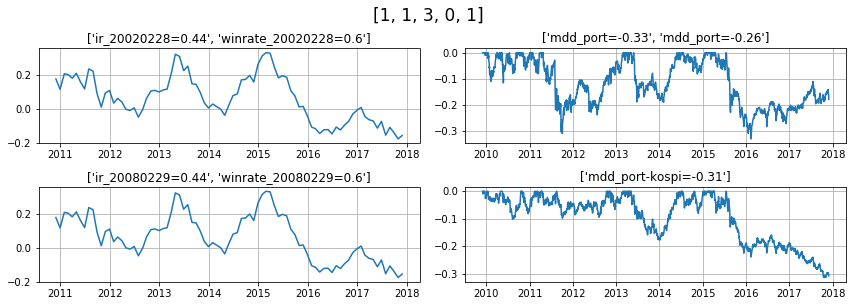 [1, 1, 3, 0, 1]
['ir_20020228=0.44', 'winrate_20020228=0.6']
0.2
0.0
−0.2
2011 2012 2013 2014 2015 2016 2017 2018
['mdd_port=-0.33', 'mdd_port=-0.26']
0.0
−0.1
−0.2
−0.3
2010 2011 2012 2013 2014 2015 2016 2017 2018
['ir_20080229=0.44', 'winrate_20080229=0.6']
0.2
0.0
−0.2
2011 2012 2013 2014 2015 2016 2017 2018
['mdd_port-kospi=-0.31']
0.0
−0.1
−0.2
−0.3
2010 2011 2012 2013 2014 2015 2016 2017 2018